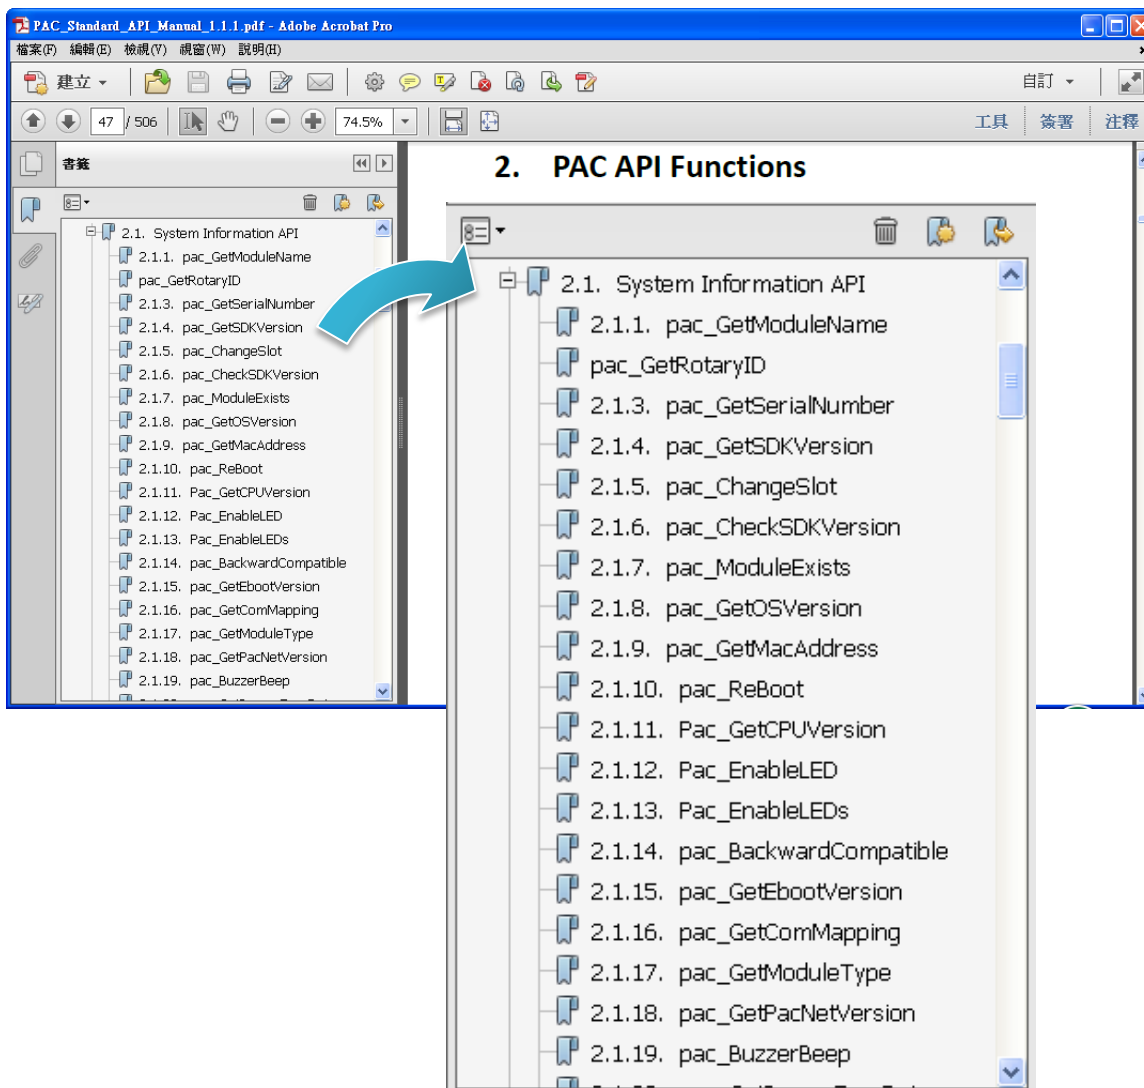 PAC_Standard_API_Manual_1.1.1.pdf - Adobe Acrobat Pro
檔案(F) 編輯(E) 檢視(V) 視窗(W) 說明(H)
建立 自訂
47 / 506 74.5% 工具 簽署 注釋
書籤
2.1. System Information API
2.1.1. pac_GetModuleName
pac_GetRotaryID
2.1.3. pac_GetSerialNumber
2.1.4. pac_GetSDKVersion
2.1.5. pac_ChangeSlot
2.1.6. pac_CheckSDKVersion
2.1.7. pac_ModuleExists
2.1.8. pac_GetOSVersion
2.1.9. pac_GetMacAddress
2.1.10. pac_ReBoot
2.1.11. Pac_GetCPUVersion
2.1.12. Pac_EnableLED
2.1.13. Pac_EnableLEDs
2.1.14. pac_BackwardCompatible
2.1.15. pac_GetEbootVersion
2.1.16. pac_GetComMapping
2.1.17. pac_GetModuleType
2.1.18. pac_GetPacNetVersion
2.1.19. pac_BuzzerBeep
2. PAC API Functions
2.1. System Information API
2.1.1. pac_GetModuleName
pac_GetRotaryID
2.1.3. pac_GetSerialNumber
2.1.4. pac_GetSDKVersion
2.1.5. pac_ChangeSlot
2.1.6. pac_CheckSDKVersion
2.1.7. pac_ModuleExists
2.1.8. pac_GetOSVersion
2.1.9. pac_GetMacAddress
2.1.10. pac_ReBoot
2.1.11. Pac_GetCPUVersion
2.1.12. Pac_EnableLED
2.1.13. Pac_EnableLEDs
2.1.14. pac_BackwardCompatible
2.1.15. pac_GetEbootVersion
2.1.16. pac_GetComMapping
2.1.17. pac_GetModuleType
2.1.18. pac_GetPacNetVersion
2.1.19. pac_BuzzerBeep